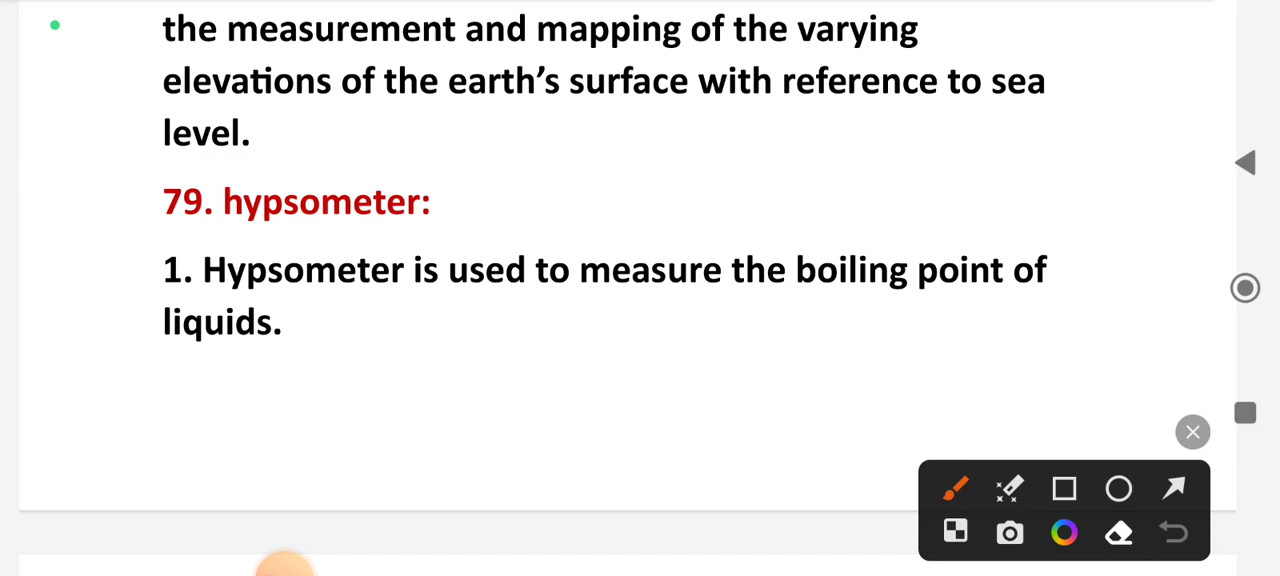 the measurement and mapping of the varying
elevations of the earth’s surface with reference to sea
level.
79. hypsometer:
1. Hypsometer is used to measure the boiling point of
liquids.